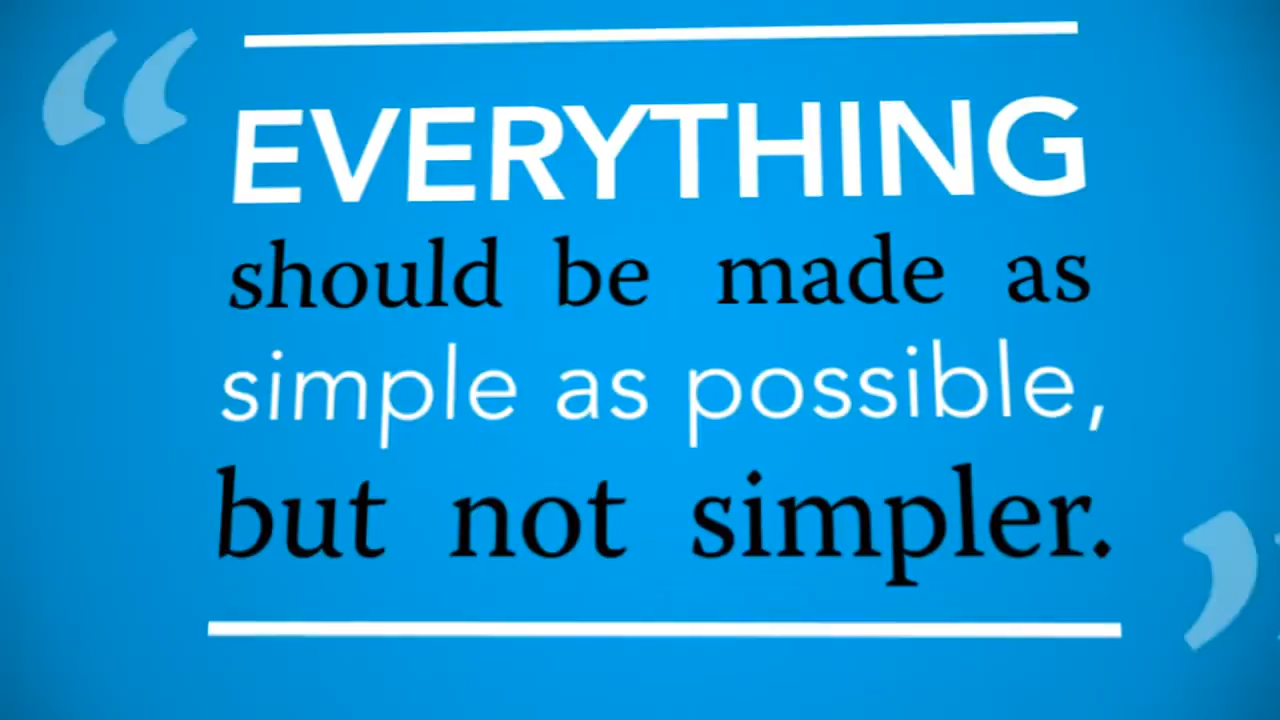 “
EVERYTHING
should be made as
simple as possible,
but not simpler.
’